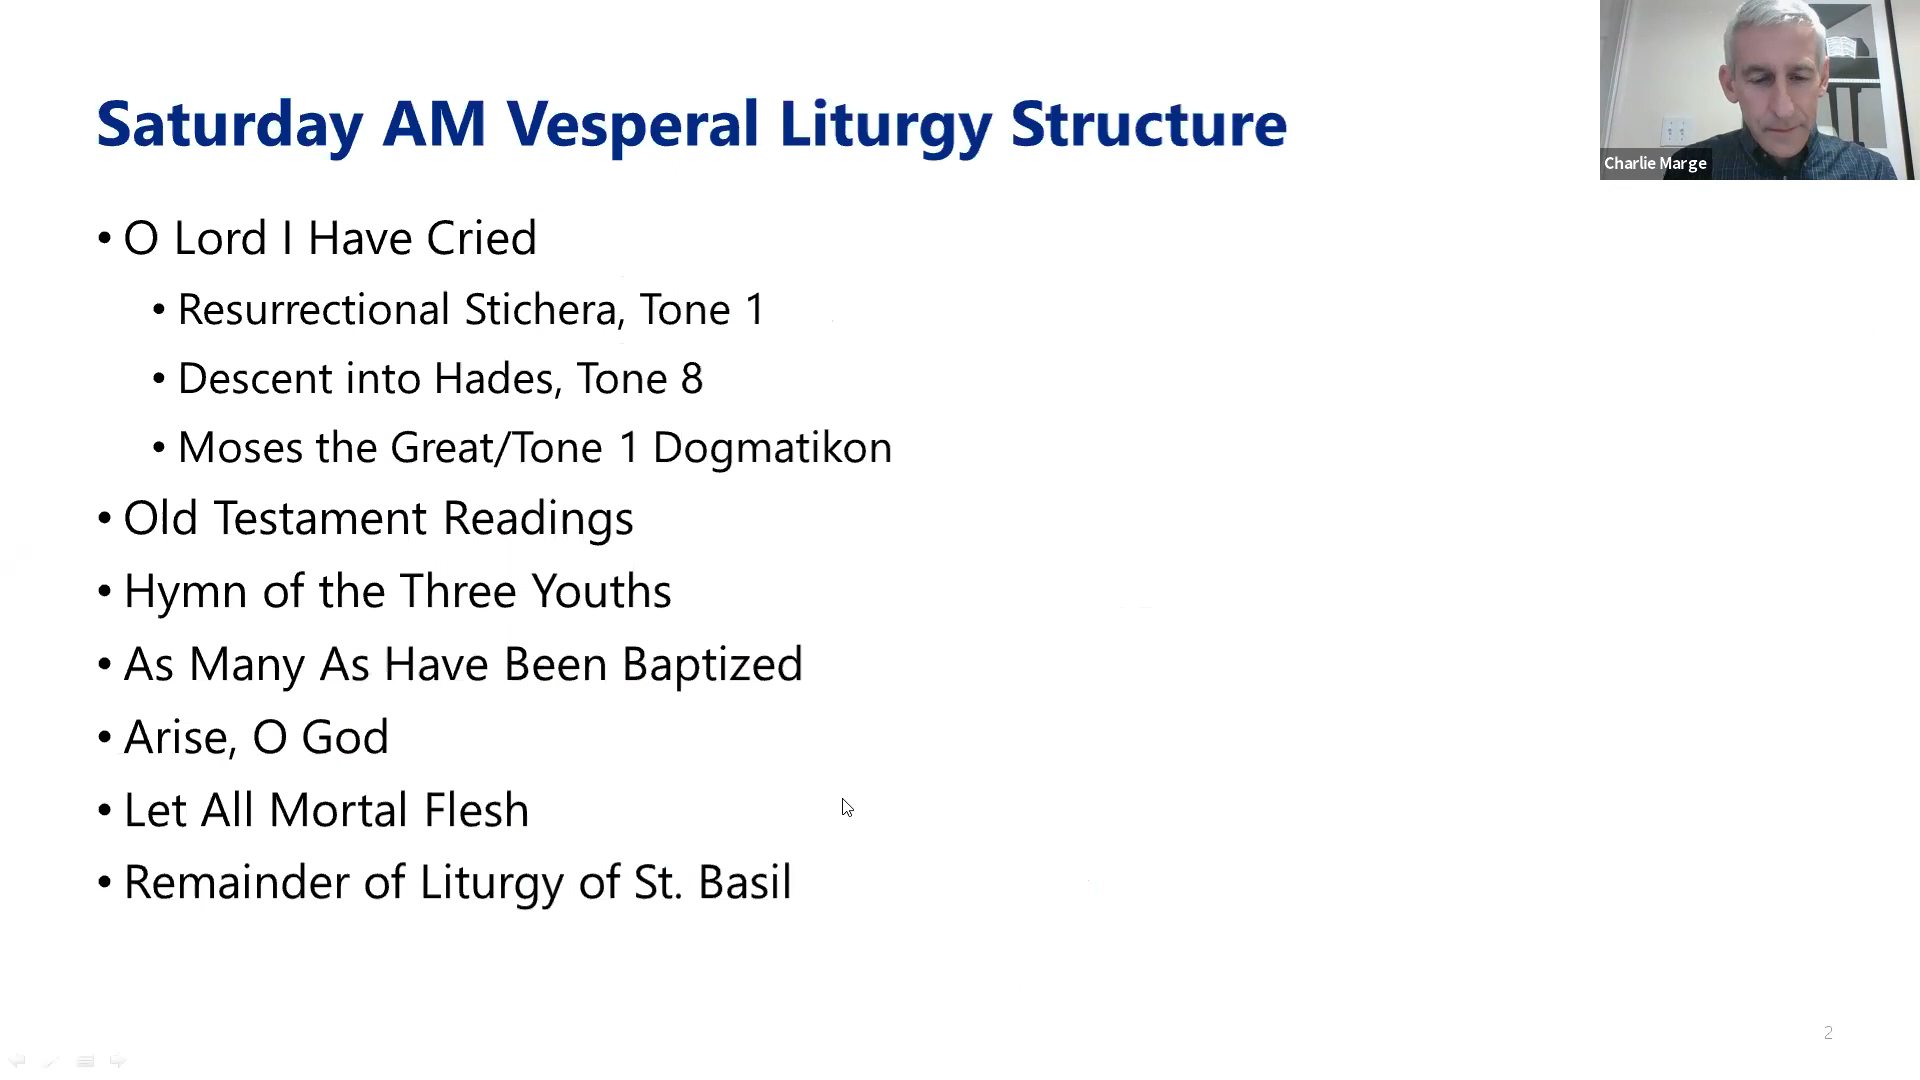 Saturday AM Vesperal Liturgy Structure
Charlie Marge
• O Lord I Have Cried
• Resurrectional Stichera, Tone 1
• Descent into Hades, Tone 8
• Moses the Great/Tone 1 Dogmatikon
• Old Testament Readings
• Hymn of the Three Youths
• As Many As Have Been Baptized
• Arise, O God
• Let All Mortal Flesh
• Remainder of Liturgy of St. Basil
2